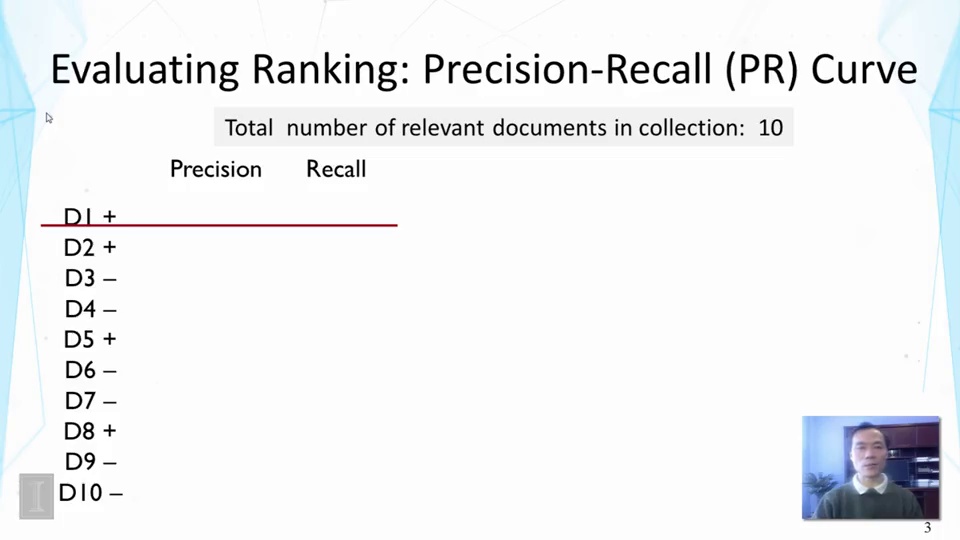 Evaluating Ranking: Precision-Recall (PR) Curve
Total number of relevant documents in collection: 10
Precision Recall
D1 +
D2 +
D3 –
D4 –
D5 +
D6 –
D7 –
D8 +
D9 –
D10 –
I
3